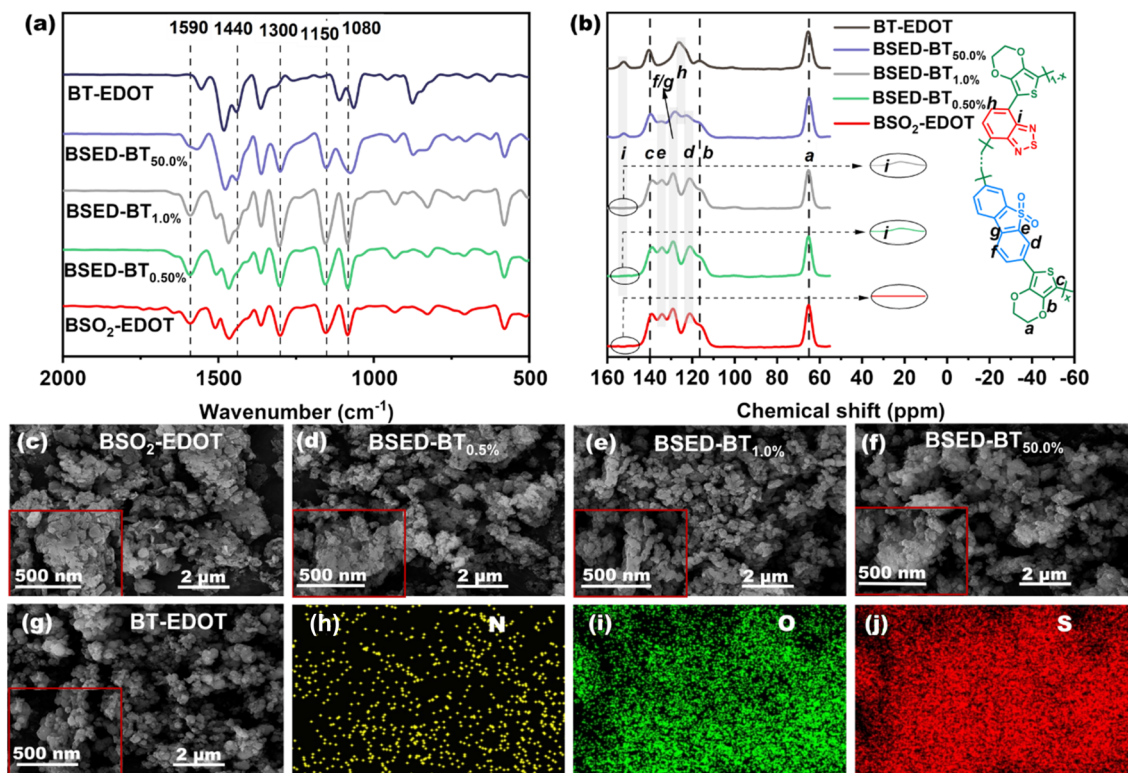 (a)
1590 1440 1300 1150 1080
BT-EDOT
BSED-BT50.0%
BSED-BT1.0%
BSED-BT0.50%
BSO2-EDOT
2000 1500 1000 500
Wavenumber (cm-1)
(b)
BT-EDOT
BSED-BT50.0%
BSED-BT1.0%
BSED-BT0.50%
BSO2-EDOT
f/g h
i c e d b a
i
i
O O
S
1-x
h i
N
S
N
O
S O
e
g d
f
S
c
x
O b
O
a
160 140 120 100 80 60 40 20 0 -20 -40 -60
Chemical shift (ppm)
(c) BSO2-EDOT
500 nm 2 μm
(d) BSED-BT0.5%
500 nm 2 μm
(e) BSED-BT1.0%
500 nm 2 μm
(f) BSED-BT50.0%
500 nm 2 μm
(g) BT-EDOT
500 nm 2 μm
(h) N
(i) O
(j) S